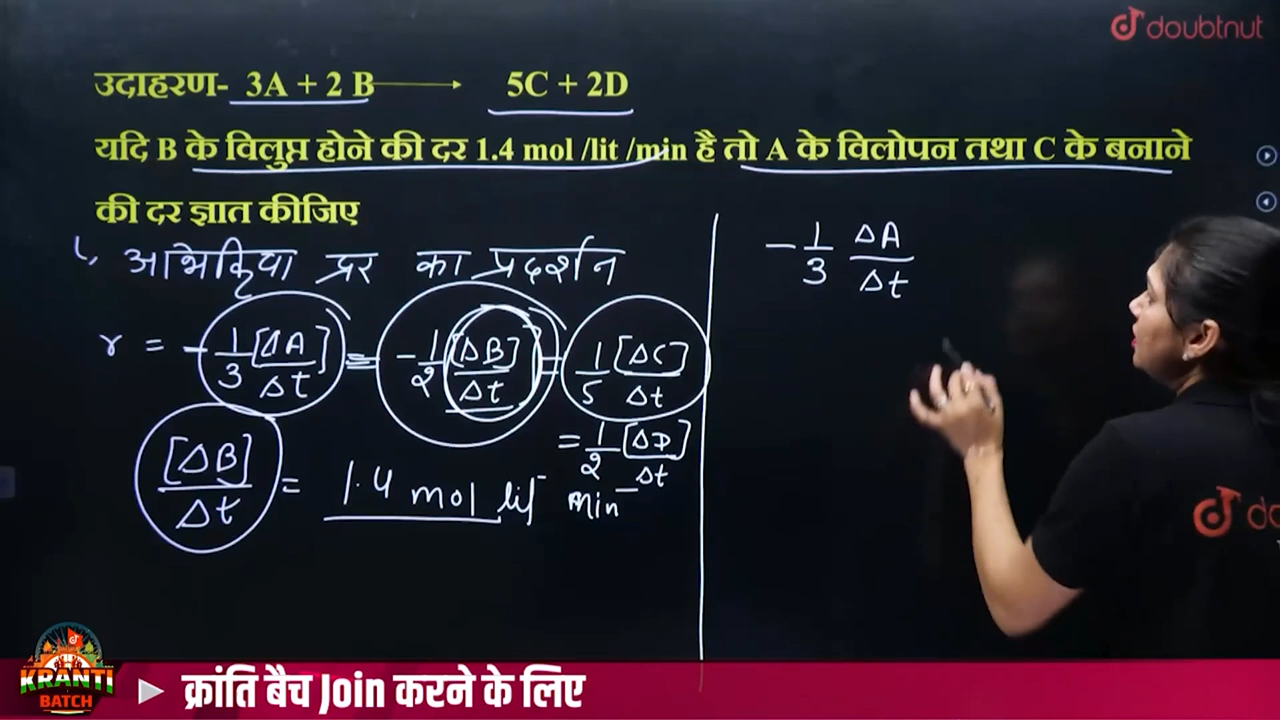 doubtnut
उदाहरण- 3A + 2 B → 5C + 2D
यदि B के विलुप्त होने की दर 1.4 mol /lit /min है तो A के विलोपन तथा C के बनाने
की दर ज्ञात कीजिए
अभिक्रिया दर का प्रदर्शन
r = - 1/3 [ΔA]/Δt = - 1/2 [ΔB]/Δt = 1/5 [ΔC]/Δt
= 1/2 [ΔD]/Δt
[ΔB]/Δt = 1.4 mol lit⁻ min⁻
- 1/3 ΔA/Δt
KRANTI
BATCH
क्रांति बैच Join करने के लिए